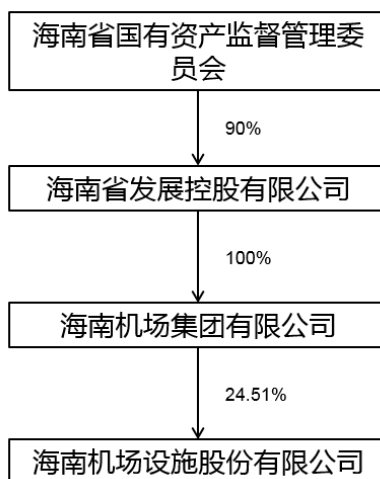 海南省国有资产监督管理委
员会
90%
海南省发展控股有限公司
100%
海南机场集团有限公司
24.51%
海南机场设施股份有限公司